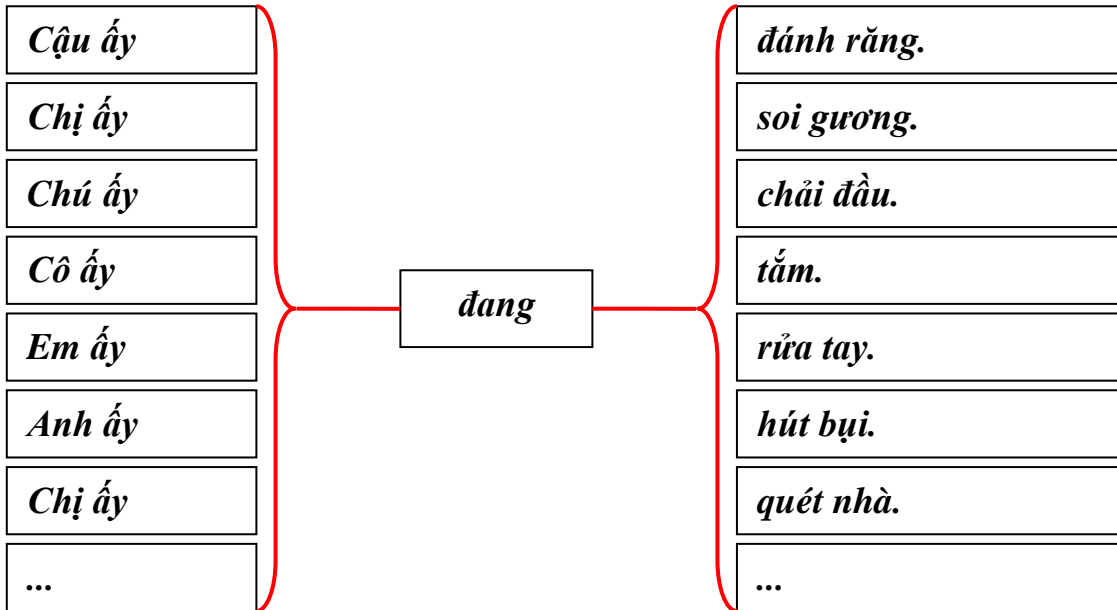 Cậu ấy
Chị ấy
Chú ấy
Cô ấy
Em ấy
Anh ấy
Chị ấy
...
đang
đánh răng.
soi gương.
chải đầu.
tắm.
rửa tay.
hút bụi.
quét nhà.
...